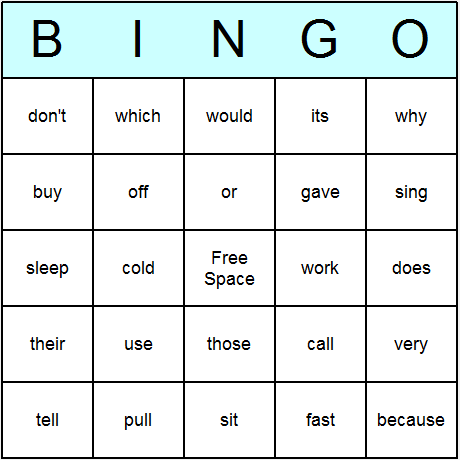 B I N G O
don't which would its why
buy off or gave sing
sleep cold Free Space work does
their use those call very
tell pull sit fast because